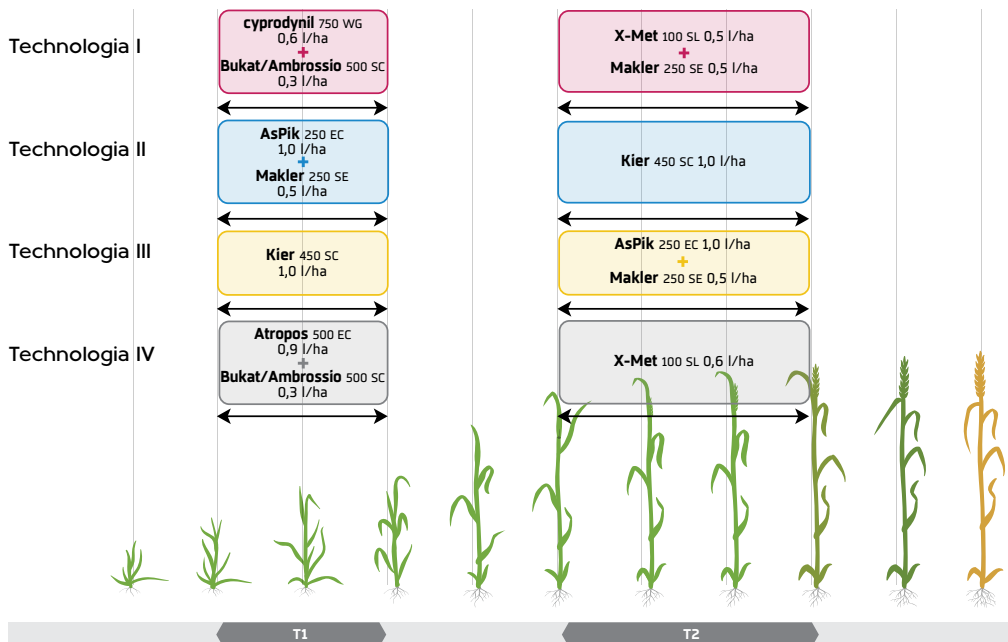 Technologia I
cyprodynil 750 WG
0,6 l/ha
+
Bukat/Ambrossio 500 SC
0,3 l/ha
X-Met 100 SL 0,5 l/ha
+
Makler 250 SE 0,5 l/ha
Technologia II
AsPik 250 EC
1,0 l/ha
+
Makler 250 SE
0,5 l/ha
Kier 450 SC 1,0 l/ha
Technologia III
Kier 450 SC
1,0 l/ha
AsPik 250 EC 1,0 l/ha
+
Makler 250 SE 0,5 l/ha
Technologia IV
Atropos 500 EC
0,9 l/ha
+
Bukat/Ambrossio 500 SC
0,3 l/ha
X-Met 100 SL 0,6 l/ha
T1
T2